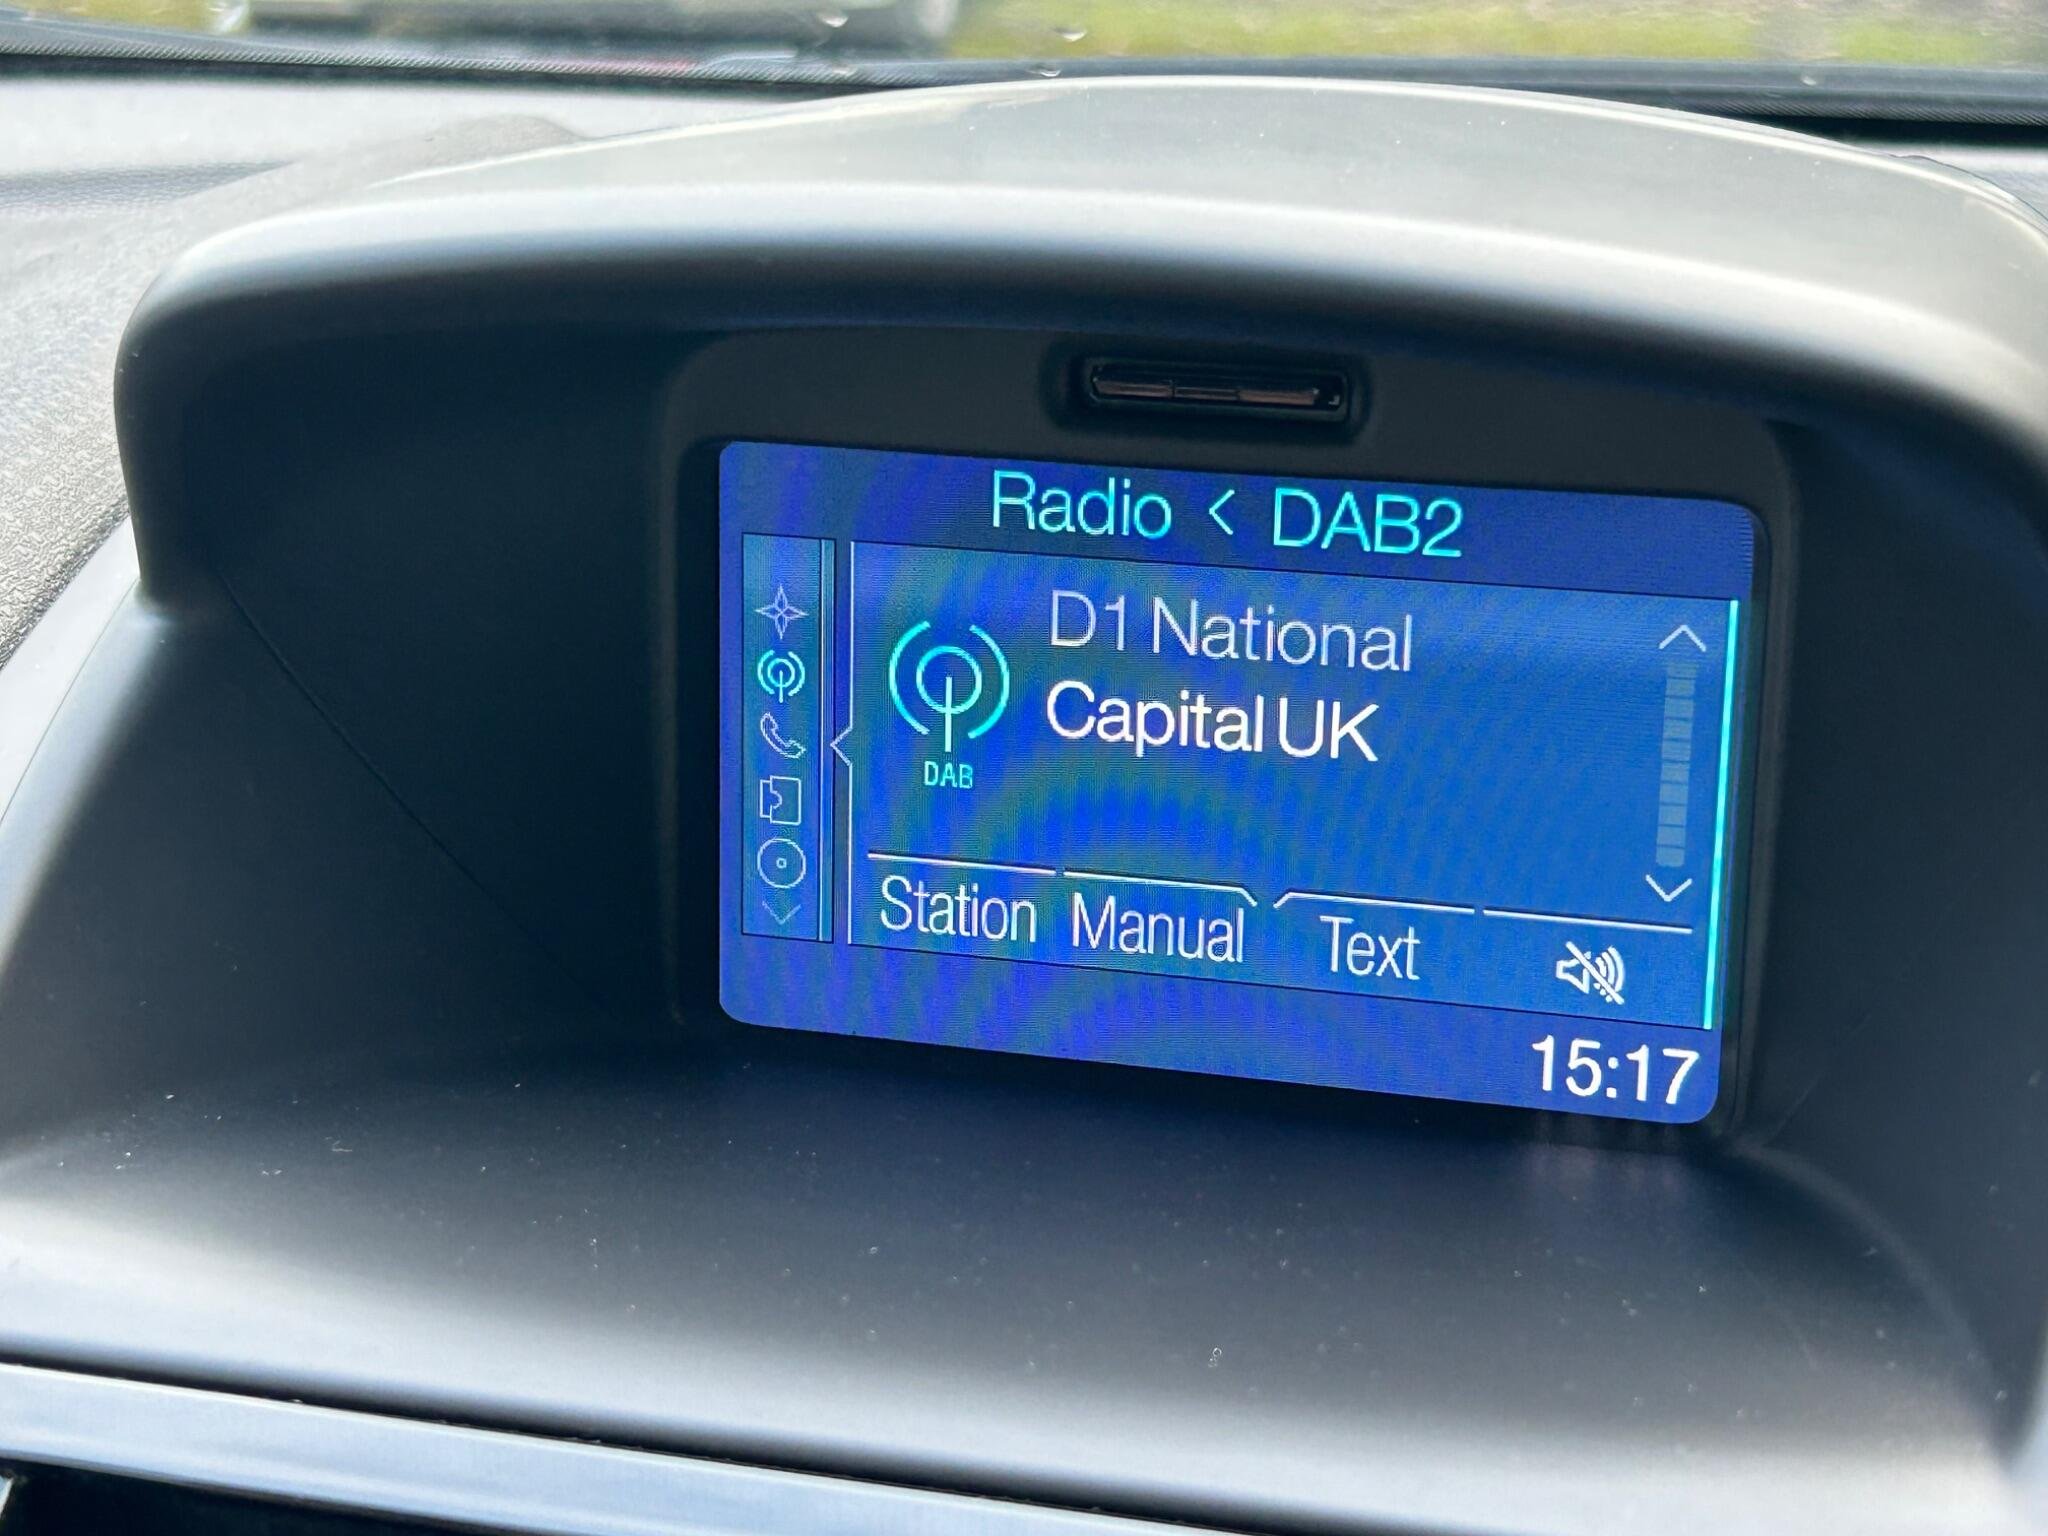 Radio < DAB2
D1 National
Capital UK
DAB
Station Manual Text
15:17